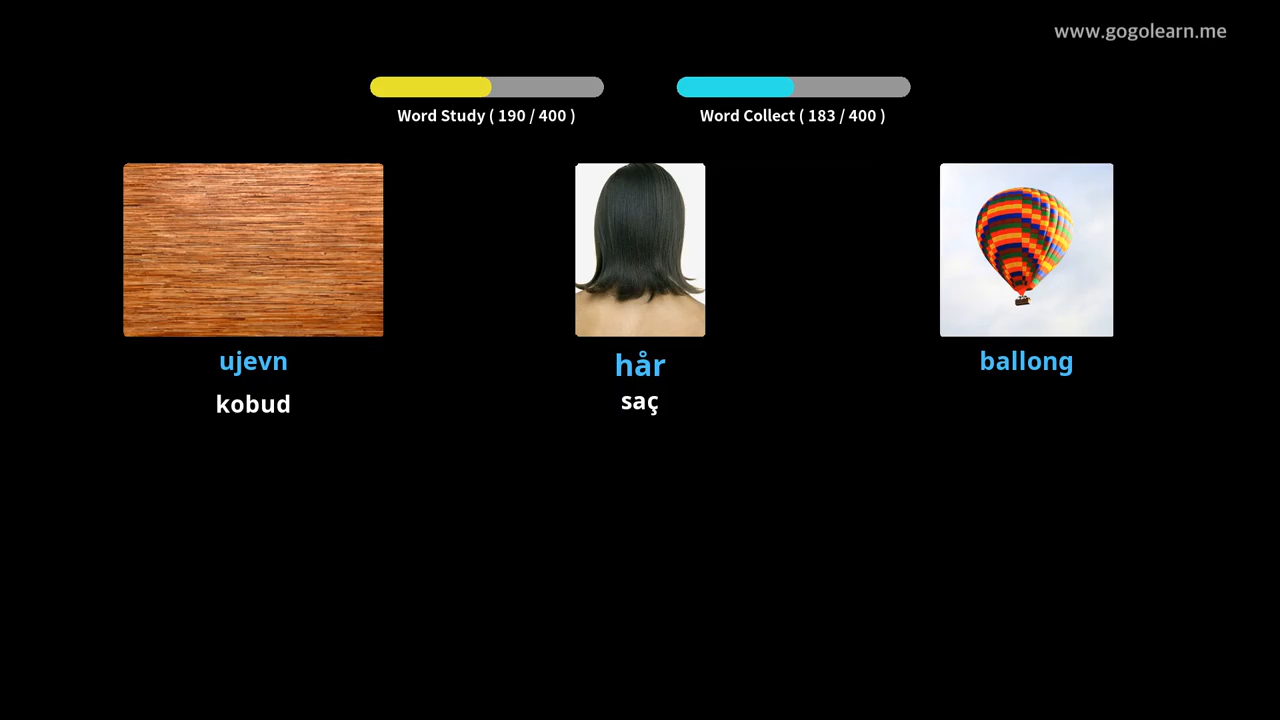 www.gogolearn.me
Word Study ( 190 / 400 )
Word Collect ( 183 / 400 )
ujevn
kobud
hår
saç
ballong